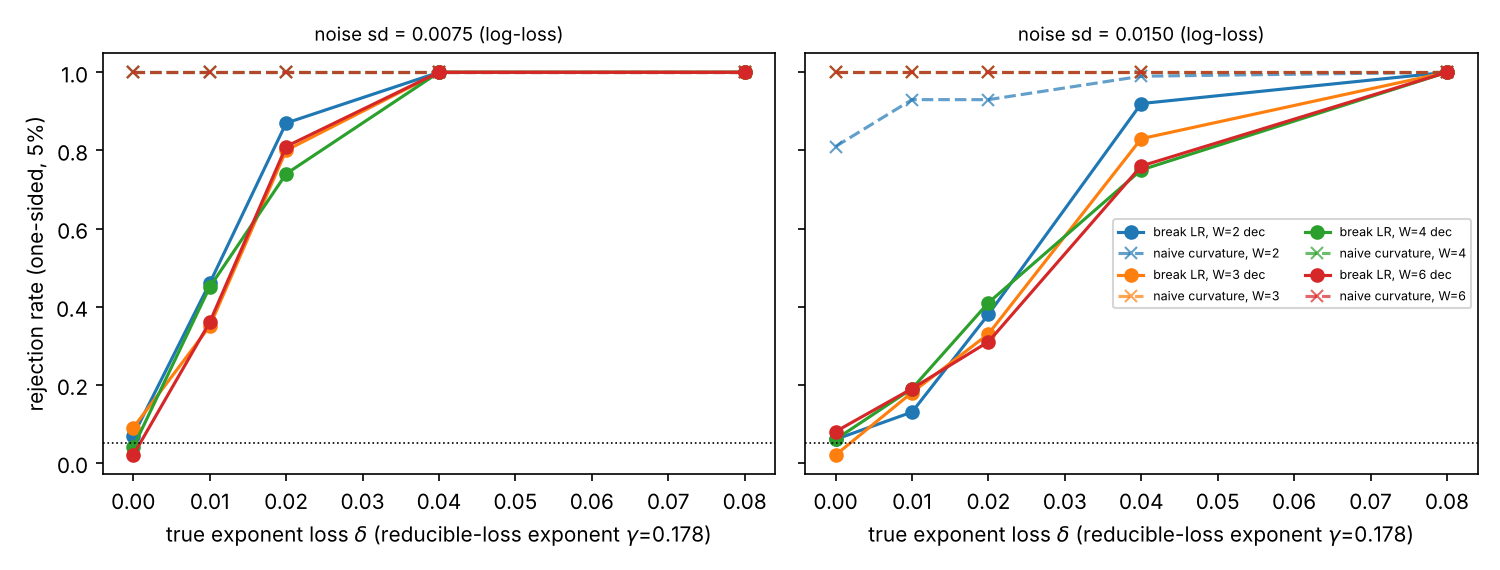 noise sd = 0.0075 (log-loss)
noise sd = 0.0150 (log-loss)
rejection rate (one-sided, 5%)
1.0
0.8
0.6
0.4
0.2
0.0
break LR, W=2 dec
naive curvature, W=2
break LR, W=3 dec
naive curvature, W=3
break LR, W=4 dec
naive curvature, W=4
break LR, W=6 dec
naive curvature, W=6
0.00 0.01 0.02 0.03 0.04 0.05 0.06 0.07 0.08
0.00 0.01 0.02 0.03 0.04 0.05 0.06 0.07 0.08
true exponent loss δ (reducible-loss exponent γ=0.178)
true exponent loss δ (reducible-loss exponent γ=0.178)